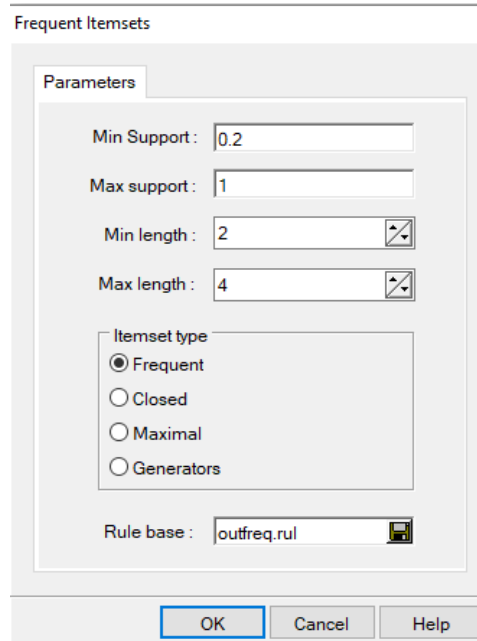 Frequent Itemsets
Parameters
Min Support : 0.2
Max support : 1
Min length : 2
Max length : 4
Itemset type
Frequent
Closed
Maximal
Generators
Rule base : outfreq.rul
OK Cancel Help